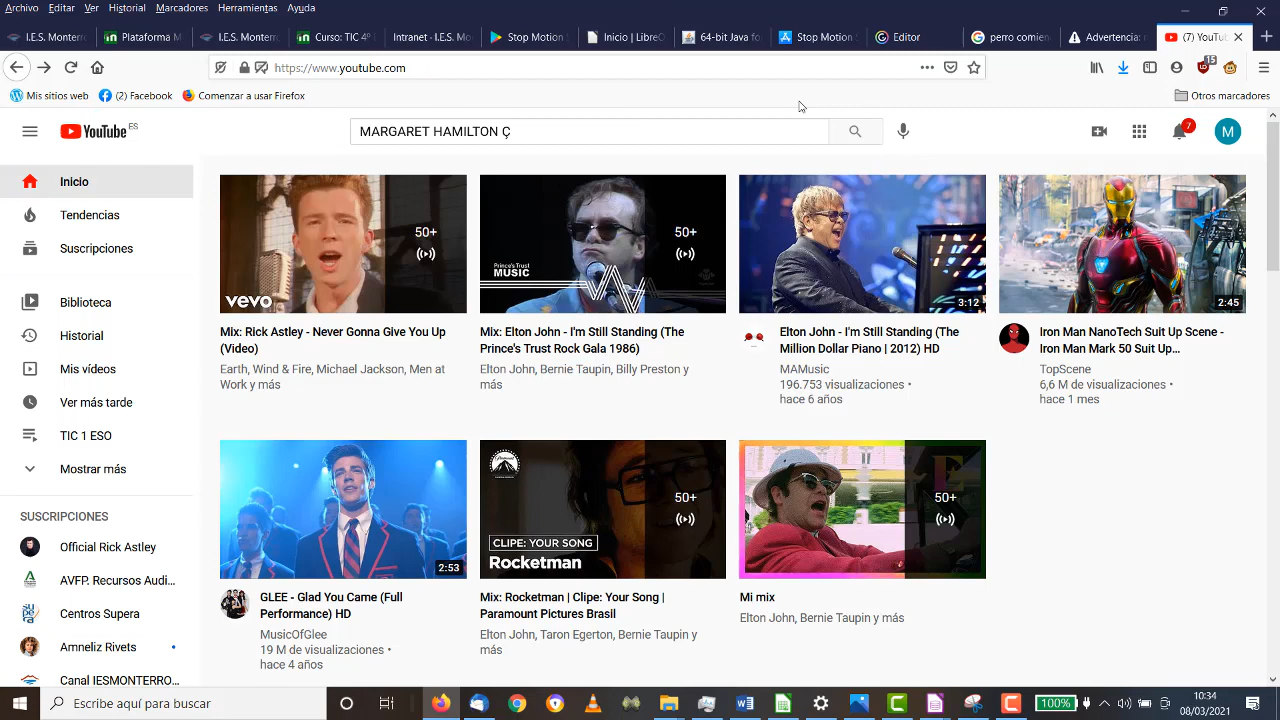 Archivo Editar Ver Historial Marcadores Herramientas Ayuda
I.E.S. Monterr Plataforma M I.E.S. Monterr Curso: TIC 4º Intranet - I.E.S. Mo Stop Motion S Inicio | LibreO 64-bit Java fo Stop Motion S Editor perro comien Advertencia: (7) YouTub
https://www.youtube.com
15
Mis sitios web (2) Facebook Comenzar a usar Firefox Otros marcadores
YouTube ES
MARGARET HAMILTON Ç
7
M
Inicio
Tendencias
Suscripciones
Biblioteca
Historial
Mis vídeos
Ver más tarde
TIC 1 ESO
Mostrar más
SUSCRIPCIONES
Official Rick Astley
AVFP. Recursos Audi...
Centros Supera
Amneliz Rivets
Canal IESMONTERRO...
50+
vevo
Mix: Rick Astley - Never Gonna Give You Up
(Video)
Earth, Wind & Fire, Michael Jackson, Men at
Work y más
50+
Prince's Trust
MUSIC
Mix: Elton John - I'm Still Standing (The
Prince's Trust Rock Gala 1986)
Elton John, Bernie Taupin, Billy Preston y
más
3:12
Elton John - I'm Still Standing (The
Million Dollar Piano | 2012) HD
MAMusic
196.753 visualizaciones •
hace 6 años
2:45
Iron Man NanoTech Suit Up Scene -
Iron Man Mark 50 Suit Up...
TopScene
6,6 M de visualizaciones •
hace 1 mes
2:53
GLEE - Glad You Came (Full
Performance) HD
MusicOfGlee
19 M de visualizaciones •
hace 4 años
Paramount
50+
CLIPE: YOUR SONG
Rocketman
Mix: Rocketman | Clipe: Your Song |
Paramount Pictures Brasil
Elton John, Taron Egerton, Bernie Taupin y
más
50+
Mi mix
Elton John, Bernie Taupin y más
Escribe aquí para buscar
100%
10:34
08/03/2021